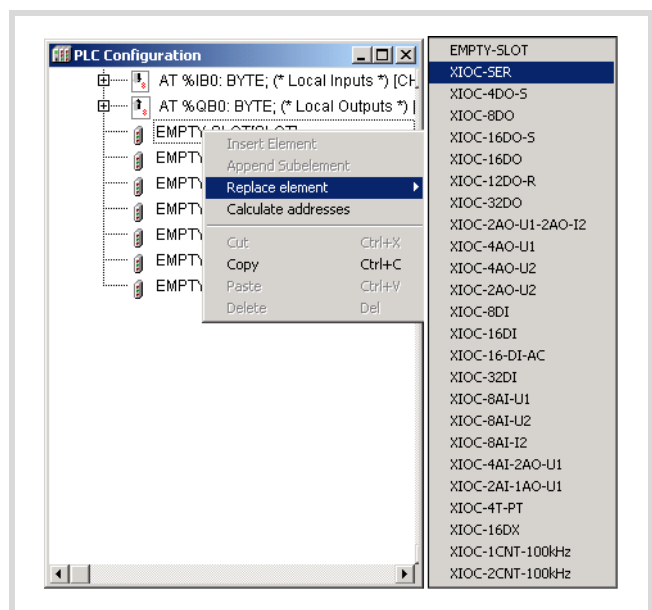 PLC Configuration
AT %IB0: BYTE; (* Local Inputs *) [CH
AT %QB0: BYTE; (* Local Outputs *) [
EMPTY-SLOT[SLOT]
EMPTY
EMPTY
EMPTY
EMPTY
EMPTY
EMPTY
Insert Element
Append Subelement
Replace element
Calculate addresses
Cut Ctrl+X
Copy Ctrl+C
Paste Ctrl+V
Delete Del
EMPTY-SLOT
XIOC-SER
XIOC-4DO-S
XIOC-8DO
XIOC-16DO-S
XIOC-16DO
XIOC-12DO-R
XIOC-32DO
XIOC-2AO-U1-2AO-I2
XIOC-4AO-U1
XIOC-4AO-U2
XIOC-2AO-U2
XIOC-8DI
XIOC-16DI
XIOC-16-DI-AC
XIOC-32DI
XIOC-8AI-U1
XIOC-8AI-U2
XIOC-8AI-I2
XIOC-4AI-2AO-U1
XIOC-2AI-1AO-U1
XIOC-4T-PT
XIOC-16DX
XIOC-1CNT-100kHz
XIOC-2CNT-100kHz